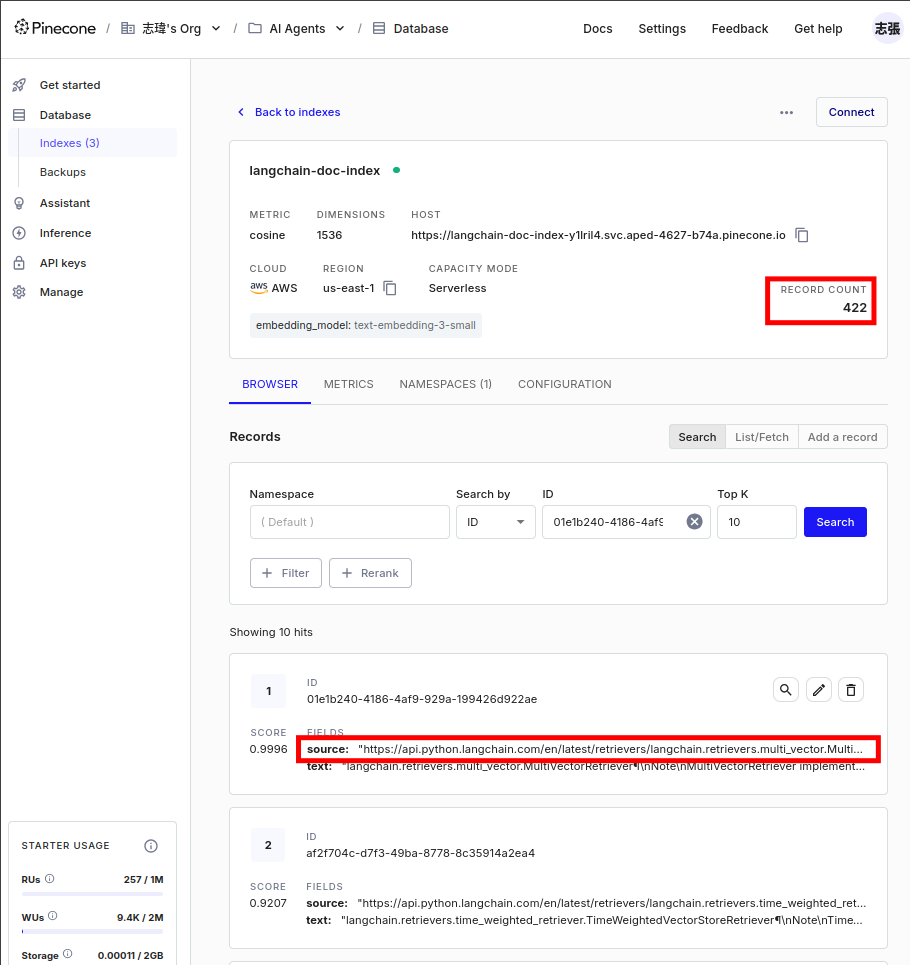 Pinecone / 志瑋's Org / AI Agents / Database Docs Settings Feedback Get help 志張
Get started
Database
Indexes (3)
Backups
Assistant
Inference
API keys
Manage
STARTER USAGE
RUs 257 / 1M
WUs 9.4K / 2M
Storage 0.00011 / 2GB
Back to indexes
Connect
langchain-doc-index
METRIC DIMENSIONS HOST
cosine 1536 https://langchain-doc-index-y1lril4.svc.aped-4627-b74a.pinecone.io
CLOUD REGION CAPACITY MODE
aws AWS us-east-1 Serverless
RECORD COUNT
422
embedding_model: text-embedding-3-small
BROWSER METRICS NAMESPACES (1) CONFIGURATION
Records Search List/Fetch Add a record
Namespace Search by ID Top K
( Default ) ID 01e1b240-4186-4af9 10 Search
+ Filter + Rerank
Showing 10 hits
1
ID
01e1b240-4186-4af9-929a-199426d922ae
SCORE FIELDS
0.9996 source: "https://api.python.langchain.com/en/latest/retrievers/langchain.retrievers.multi_vector.Multi...
text: "langchain.retrievers.multi_vector.MultiVectorRetriever¶\nNote\nMultiVectorRetriever implement...
2
ID
af2f704c-d7f3-49ba-8778-8c35914a2ea4
SCORE FIELDS
0.9207 source: "https://api.python.langchain.com/en/latest/retrievers/langchain.retrievers.time_weighted_ret...
text: "langchain.retrievers.time_weighted_retriever.TimeWeightedVectorStoreRetriever¶\nNote\nTime...